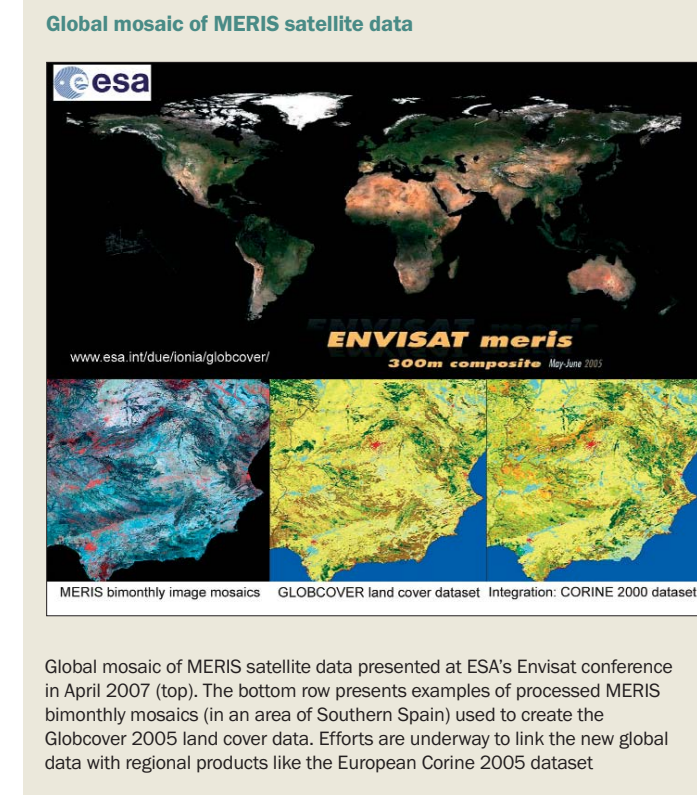 Global mosaic of MERIS satellite data
esa
www.esa.int/due/ionia/globcover/
ENVISAT meris
300m composite May-June 2005
MERIS bimonthly image mosaics
GLOBCOVER land cover dataset
Integration: CORINE 2000 dataset
Global mosaic of MERIS satellite data presented at ESA's Envisat conference
in April 2007 (top). The bottom row presents examples of processed MERIS
bimonthly mosaics (in an area of Southern Spain) used to create the
Globcover 2005 land cover data. Efforts are underway to link the new global
data with regional products like the European Corine 2005 dataset